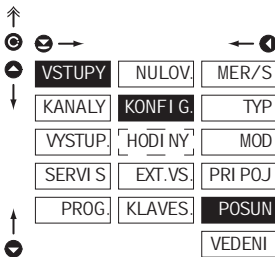 VSTUPY NULOV. MER/S
KANALY KONFIG. TYP
VYSTUP. HODINY MOD
SERVIS EXT.VS. PRIPOJ
PROG. KLAVES. POSUN
VEDENI